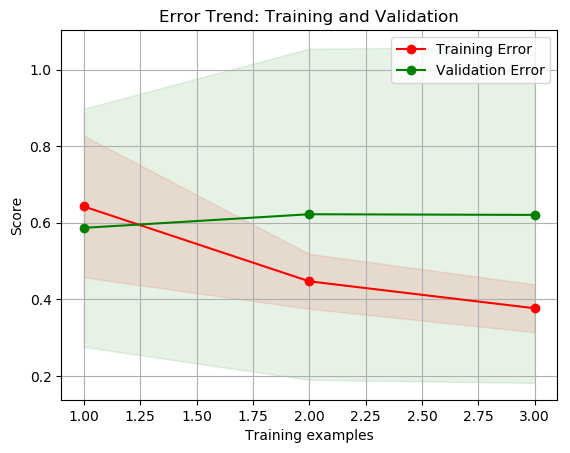 Error Trend: Training and Validation
Training Error
Validation Error
Score
1.0
0.8
0.6
0.4
0.2
1.00 1.25 1.50 1.75 2.00 2.25 2.50 2.75 3.00
Training examples